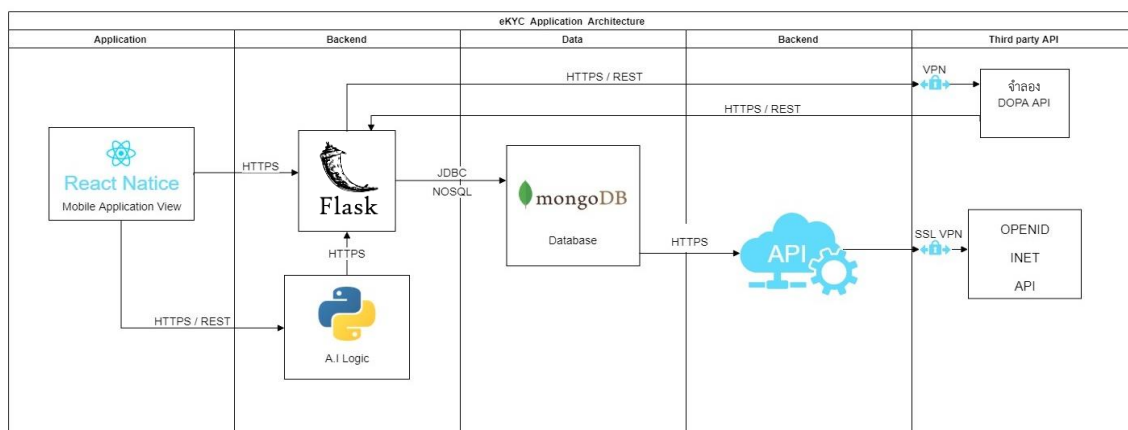 eKYC Application Architecture
Application
Backend
Data
Backend
Third party API
HTTPS / REST
VPN
จำลอง
DOPA API
HTTPS / REST
React Natice
Mobile Application View
HTTPS
Flask
JDBC
NOSQL
mongoDB
Database
HTTPS
API
SSL VPN
OPENID
INET
API
HTTPS
HTTPS / REST
A.I Logic